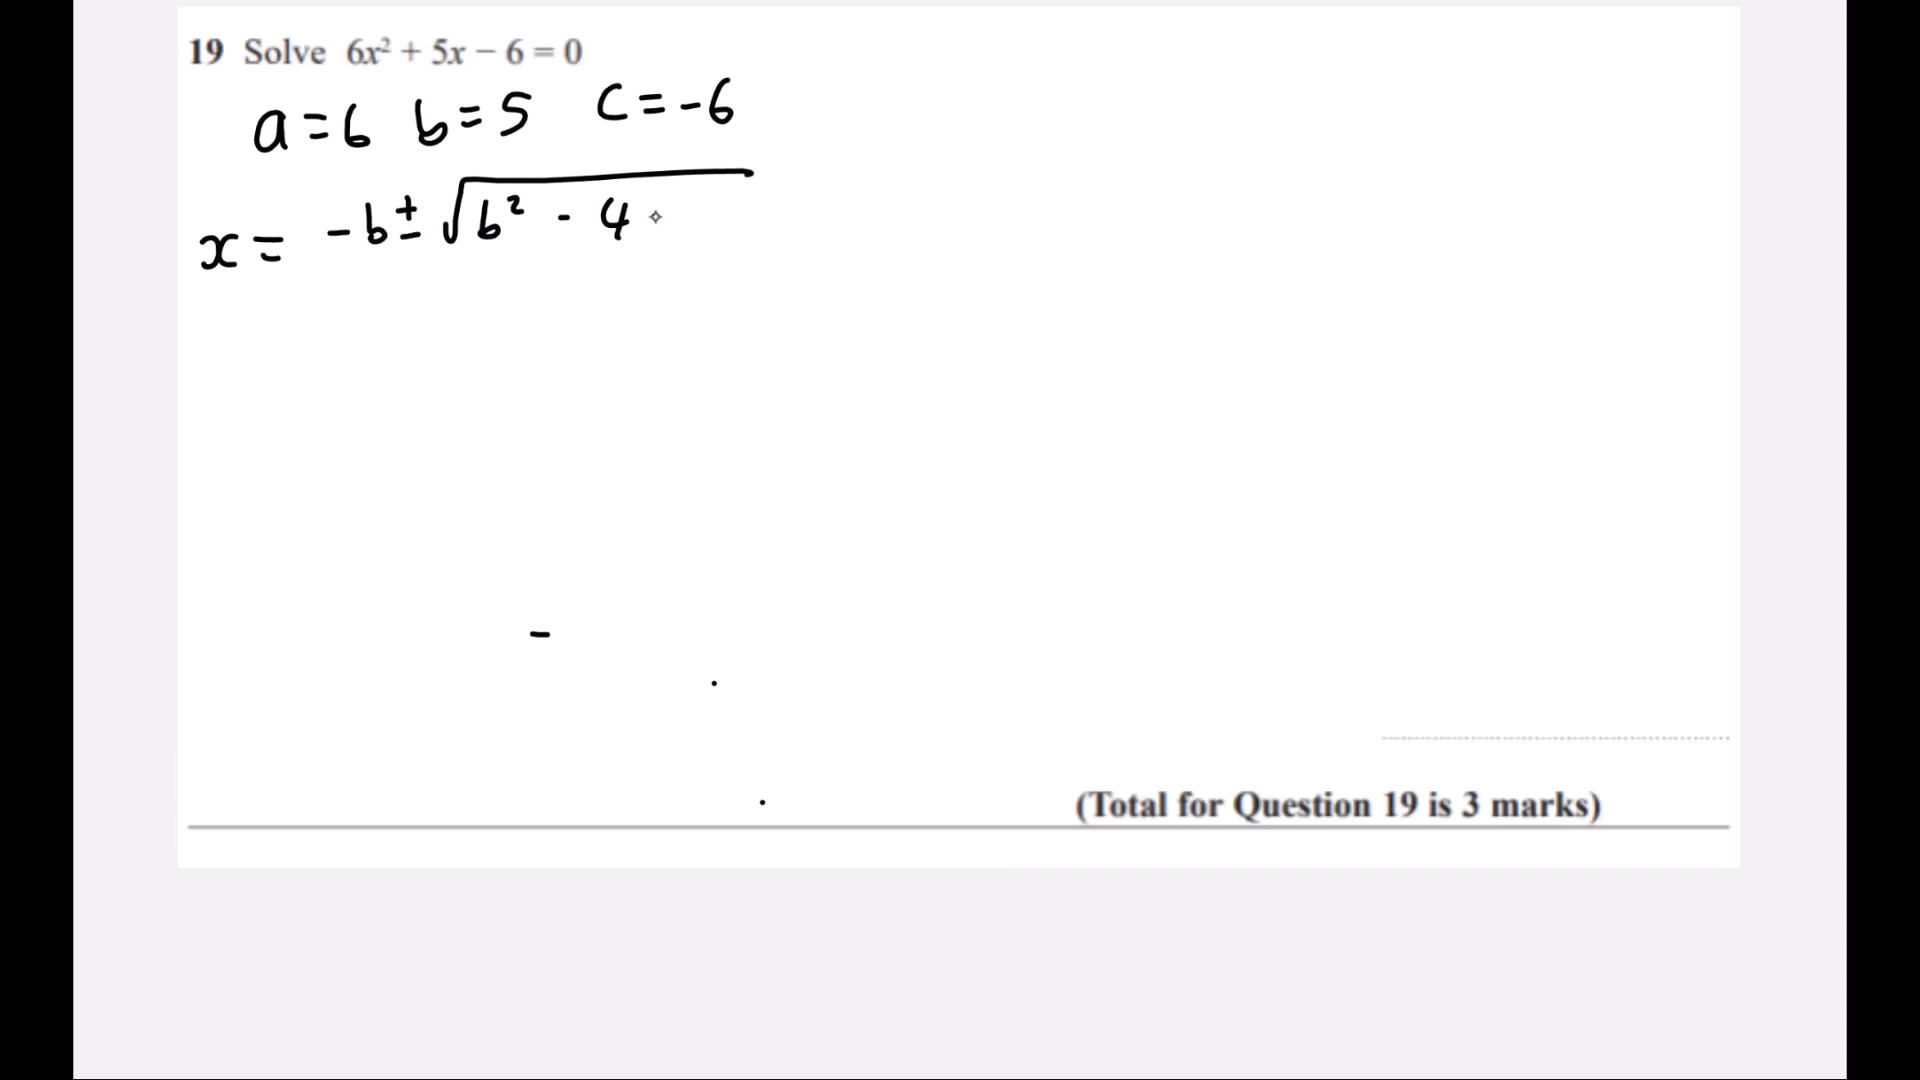 19 Solve 6x² + 5x − 6 = 0
a = 6 b = 5 c = -6
x = -b ± √b² - 4
-
(Total for Question 19 is 3 marks)